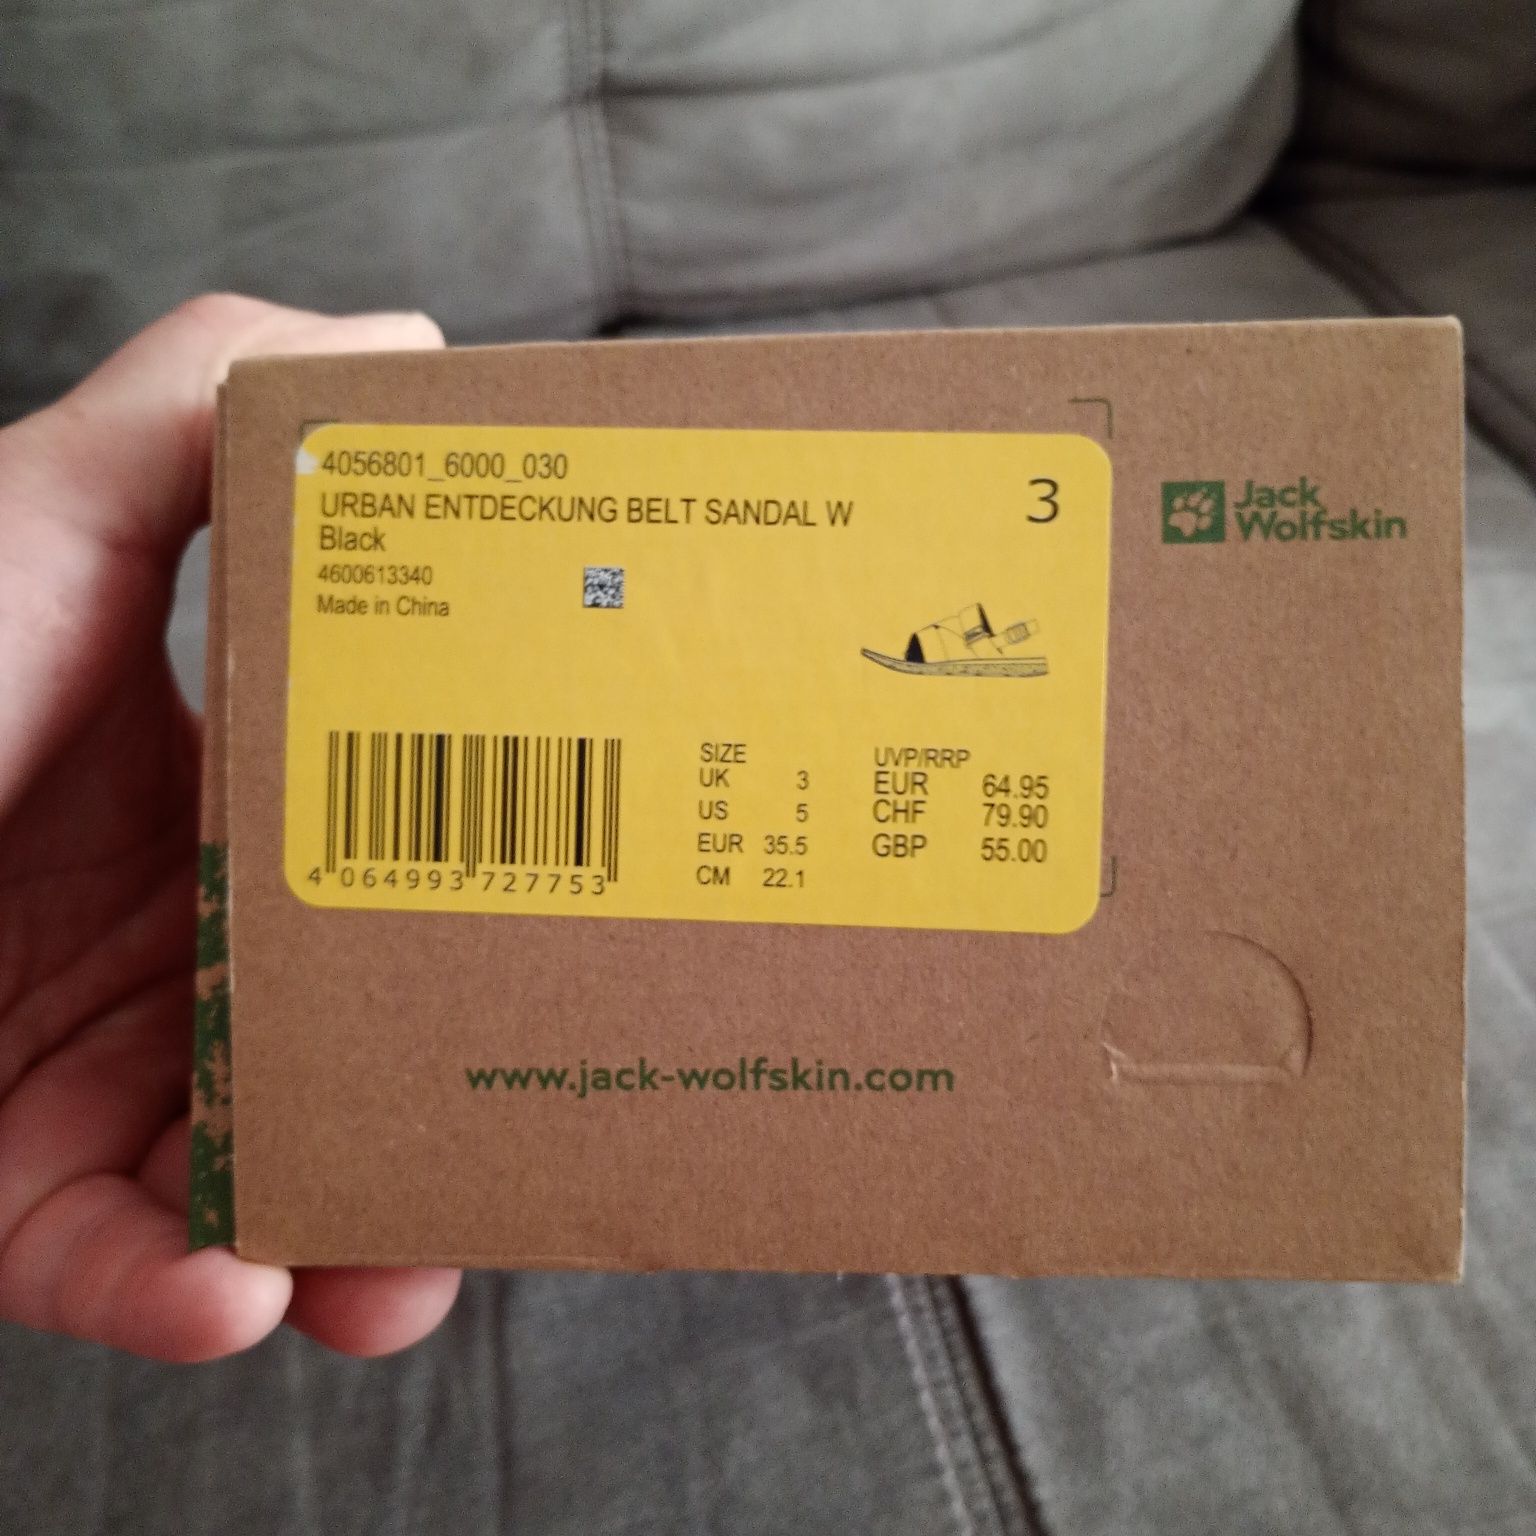 4056801_6000_030
URBAN ENTDECKUNG BELT SANDAL W
3
Black
4600613340
Made in China
Jack
Wolfskin
SIZE
UK 3
US 5
EUR 35.5
CM 22.1
UVP/RRP
EUR 64.95
CHF 79.90
GBP 55.00
4 064993 727753
www.jack-wolfskin.com